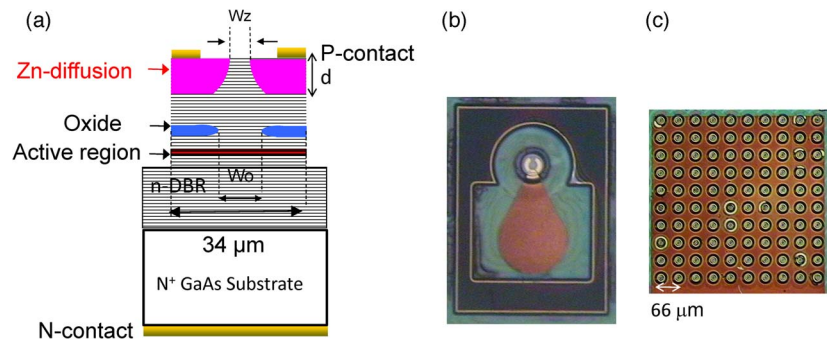 (a)
Wz
P-contact
Zn-diffusion
d
Oxide
Active region
Wo
n-DBR
34 μm
N⁺ GaAs Substrate
N-contact
(b)
(c)
66 μm